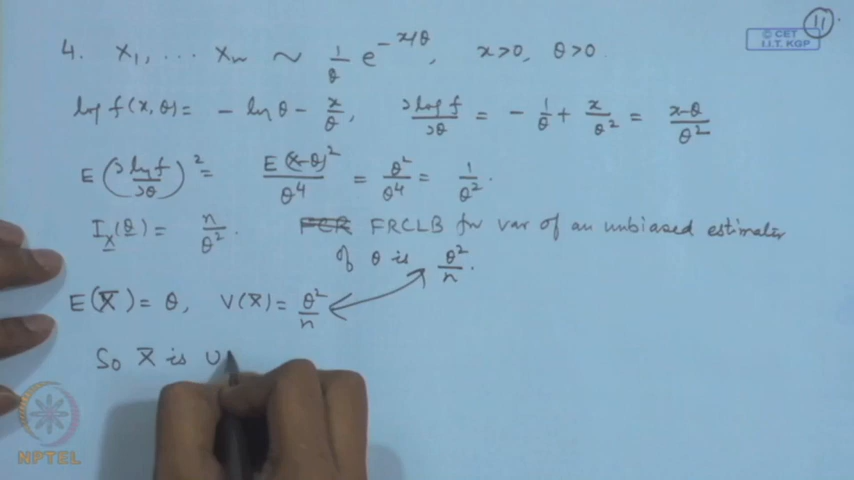 11
© CET
I.I.T. KGP
4. X₁, ⋯ Xₙ ~ 1/θ e^(-x/θ), x>0, θ>0.
log f(x,θ) = - ln θ - x/θ, ∂log f/∂θ = - 1/θ + x/θ² = x-θ/θ²
E (∂log f/∂θ)² = E(X-θ)²/θ⁴ = θ²/θ⁴ = 1/θ².
I_X(θ) = n/θ². FRCLB for var of an unbiased estimator
of θ is θ²/n.
E(X̄) = θ, V(X̄) = θ²/n
So X̄ is U
NPTEL